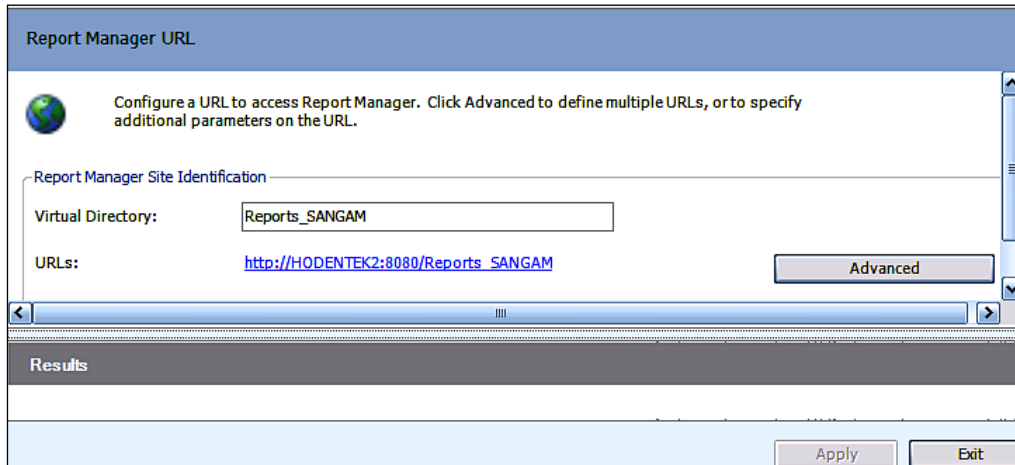 Report Manager URL
Configure a URL to access Report Manager. Click Advanced to define multiple URLs, or to specify
additional parameters on the URL.
Report Manager Site Identification
Virtual Directory: Reports_SANGAM
URLs: http://HODENTEK2:8080/Reports_SANGAM Advanced
Results
Apply Exit